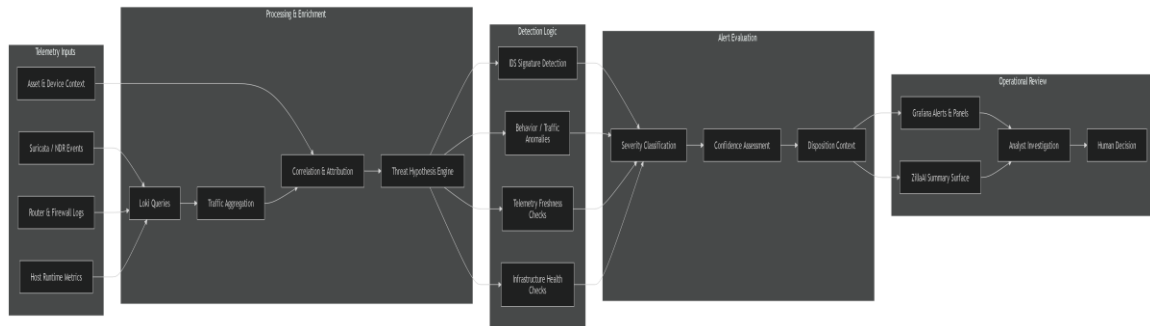 Telemetry Inputs
Asset & Device Context
Suricata / NDR Events
Router & Firewall Logs
Host Runtime Metrics
Processing & Enrichment
Loki Queries
Traffic Aggregation
Correlation & Attribution
Threat Hypothesis Engine
Detection Logic
IDS Signature Detection
Behavior / Traffic
Anomalies
Telemetry Freshness
Checks
Infrastructure Health
Checks
Alert Evaluation
Severity Classification
Confidence Assessment
Disposition Context
Operational Review
Grafana Alerts & Panels
ZillaAI Summary Surface
Analyst Investigation
Human Decision